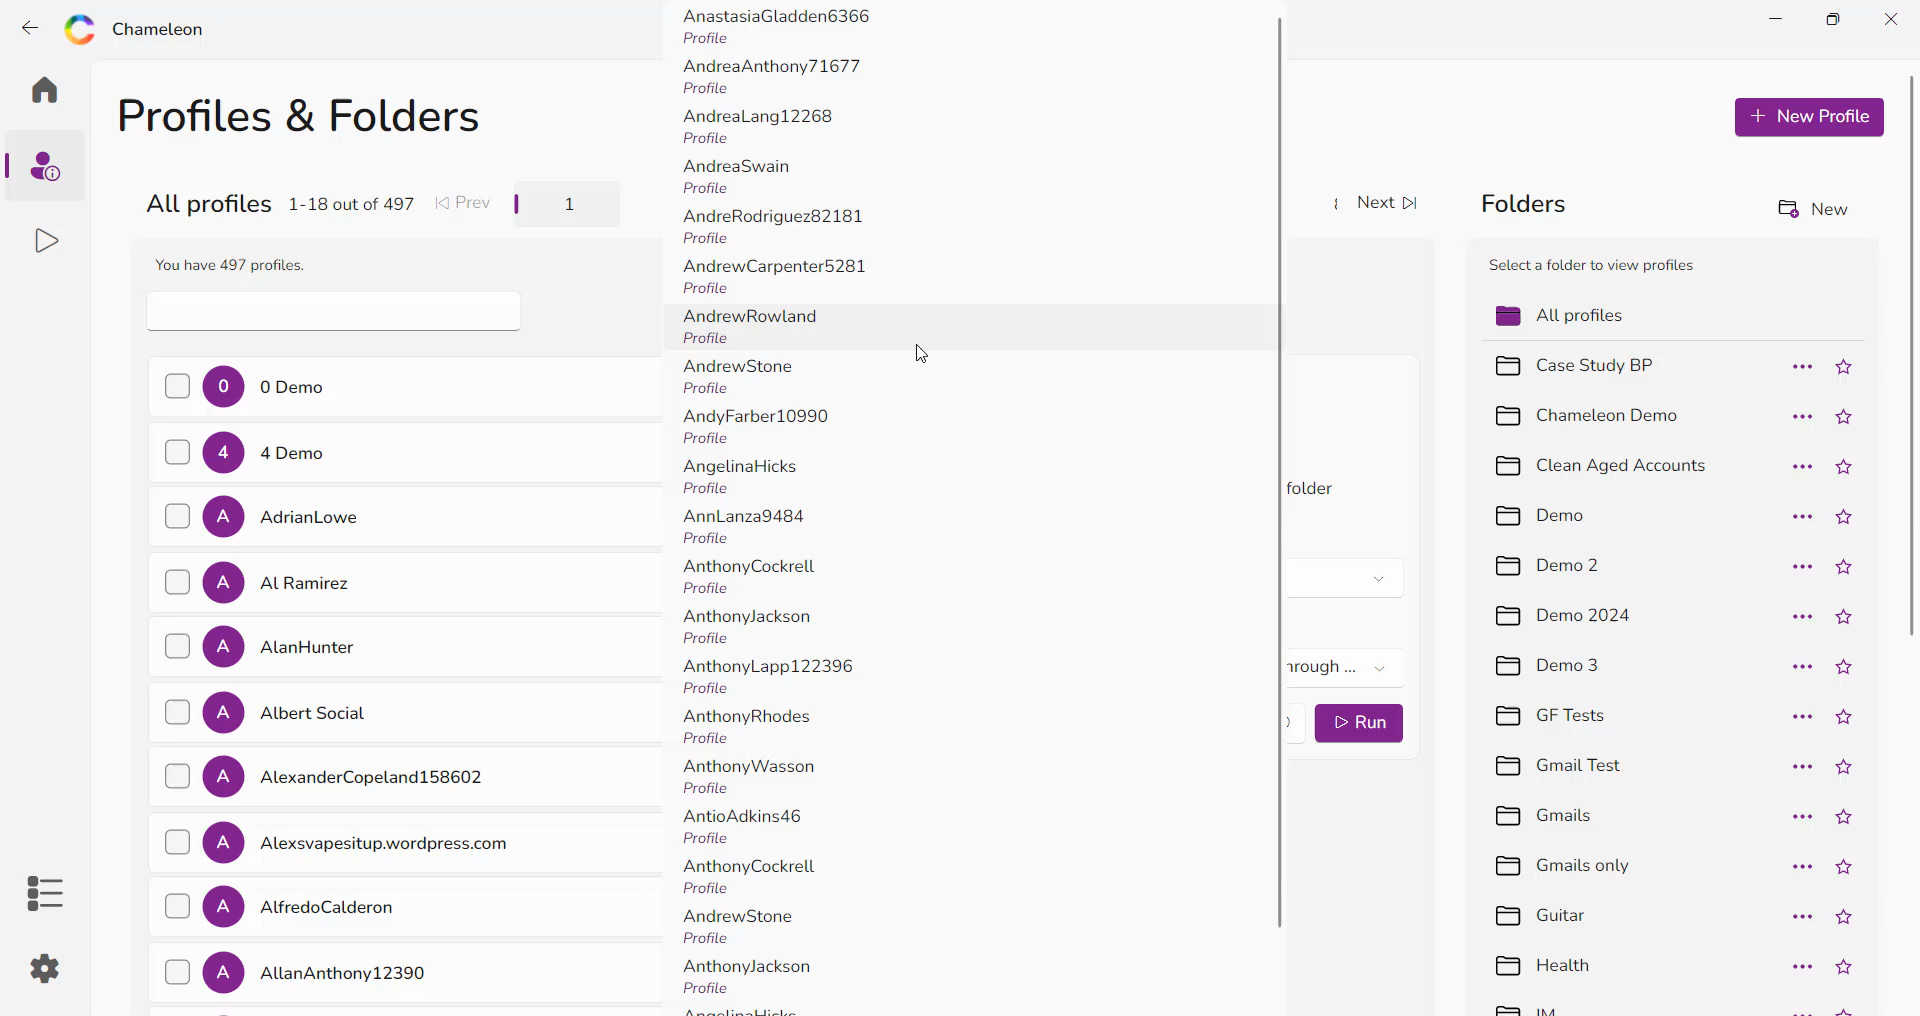 Chameleon
Profiles & Folders
+ New Profile
All profiles 1-18 out of 497 Prev 1
Next
You have 497 profiles.
0 0 Demo
4 4 Demo
A AdrianLowe
A Al Ramirez
A AlanHunter
A Albert Social
A AlexanderCopeland158602
A Alexsvapesitup.wordpress.com
A AlfredoCalderon
A AllanAnthony12390
AnastasiaGladden6366
Profile
AndreaAnthony71677
Profile
AndreaLang12268
Profile
AndreaSwain
Profile
AndreRodriguez82181
Profile
AndrewCarpenter5281
Profile
AndrewRowland
Profile
AndrewStone
Profile
AndyFarber10990
Profile
AngelinaHicks
Profile
AnnLanza9484
Profile
AnthonyCockrell
Profile
AnthonyJackson
Profile
AnthonyLapp122396
Profile
AnthonyRhodes
Profile
AnthonyWasson
Profile
AntioAdkins46
Profile
AnthonyCockrell
Profile
AndrewStone
Profile
AnthonyJackson
Profile
AngelinaHicks
folder
hrough ...
Run
Folders New
Select a folder to view profiles
All profiles
Case Study BP
Chameleon Demo
Clean Aged Accounts
Demo
Demo 2
Demo 2024
Demo 3
GF Tests
Gmail Test
Gmails
Gmails only
Guitar
Health
IM